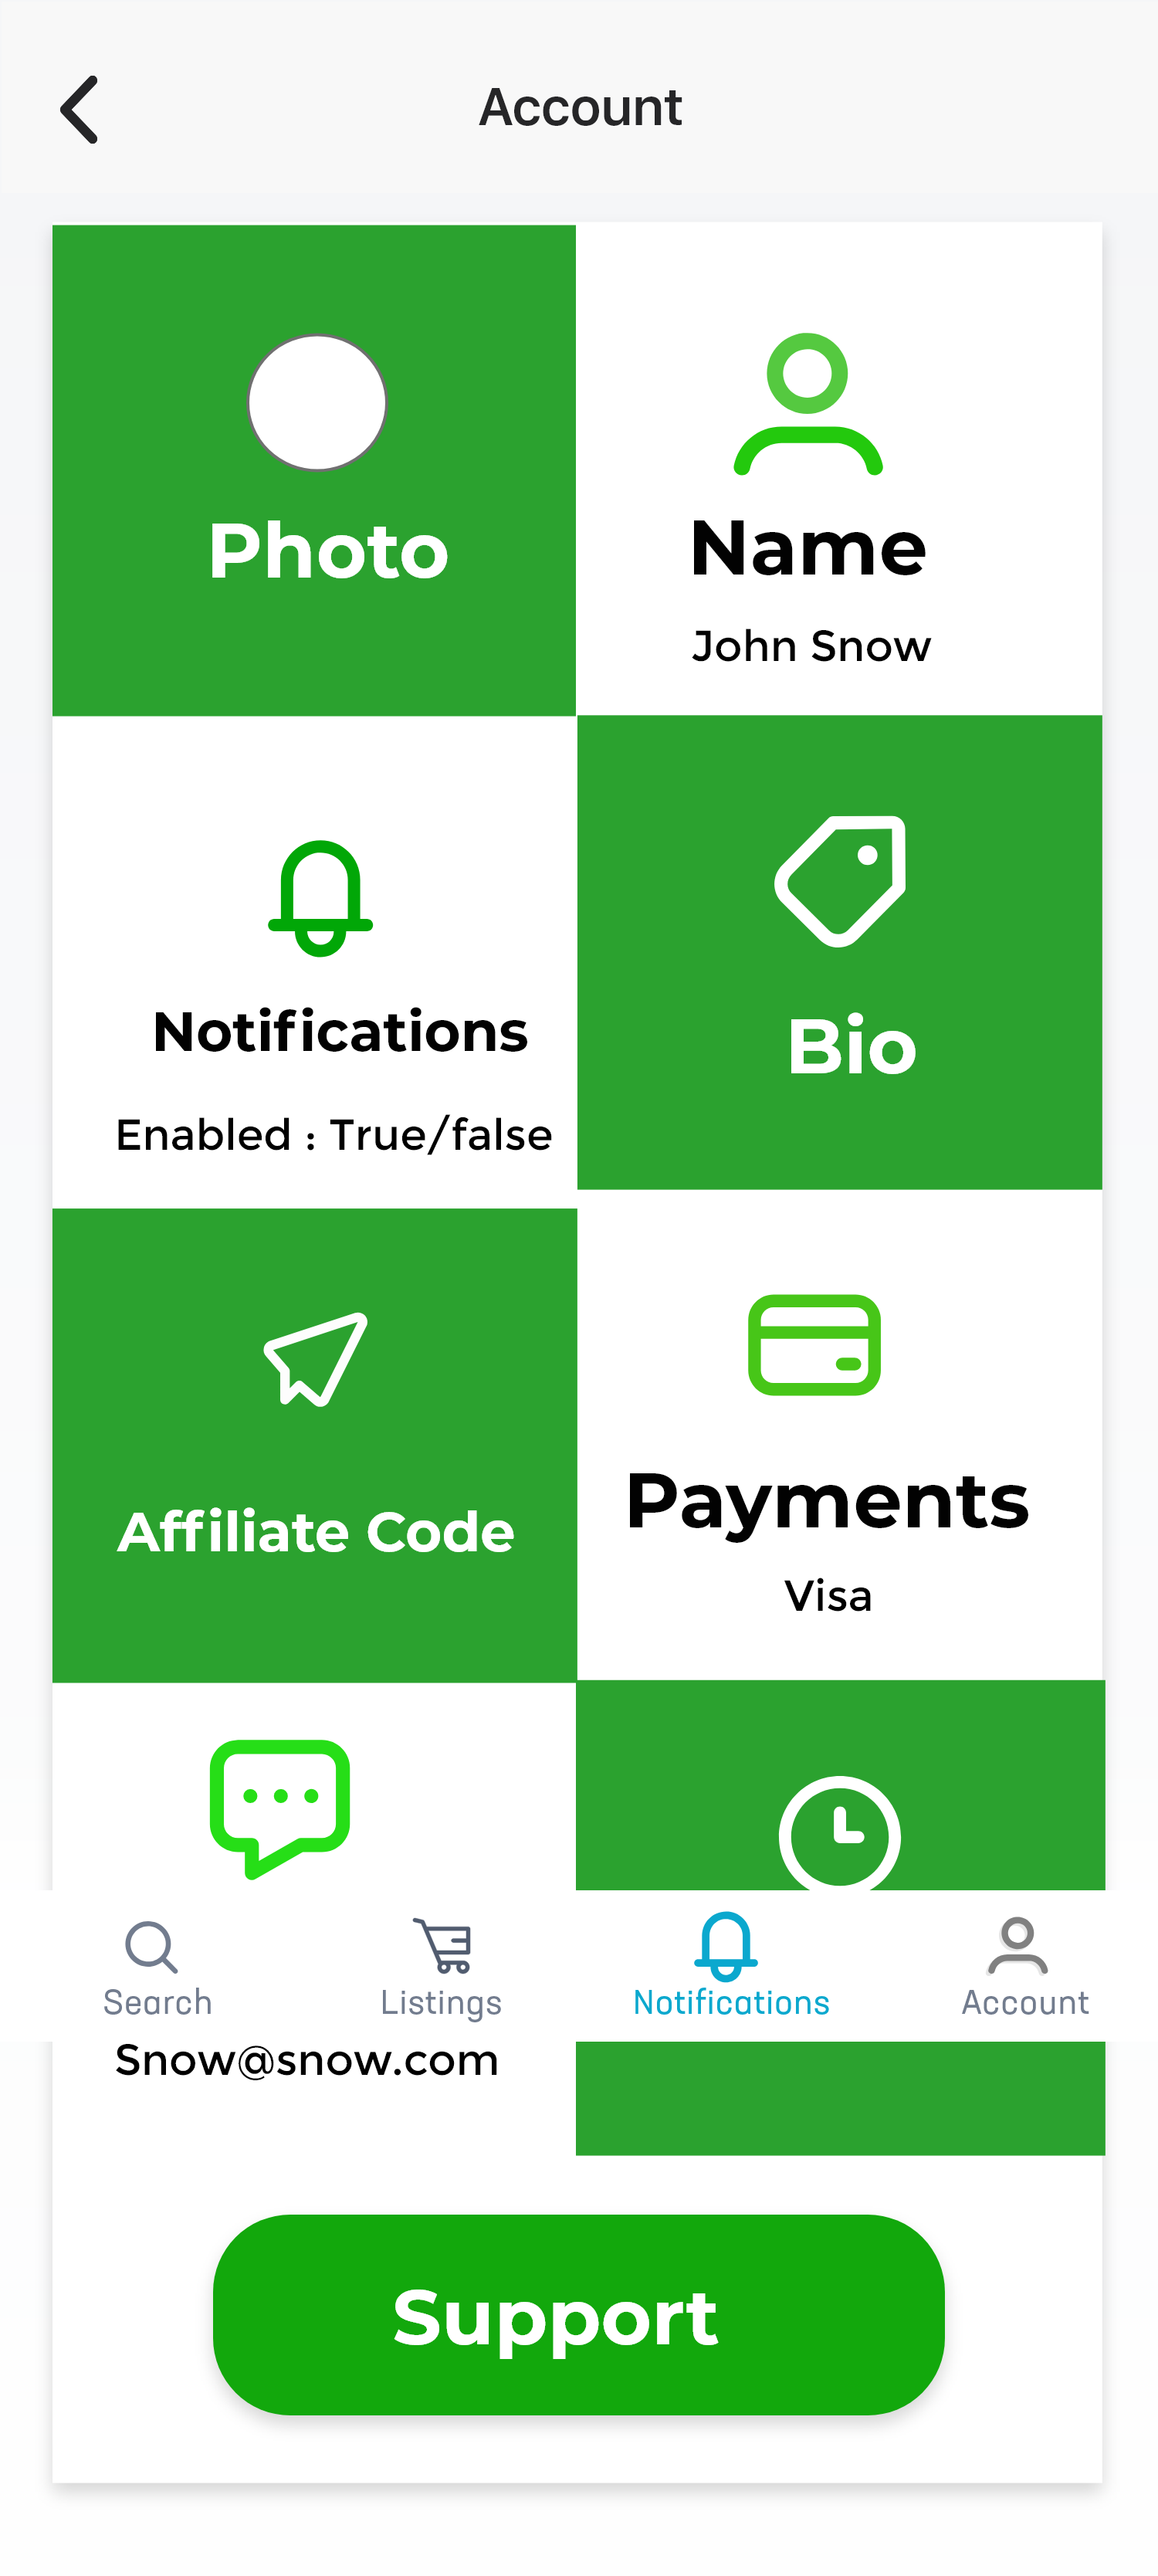 Account
Photo
Name
John Snow
Notifications
Enabled : True/false
Bio
Affiliate Code
Payments
Visa
Search
Listings
Notifications
Account
Snow@snow.com
Support